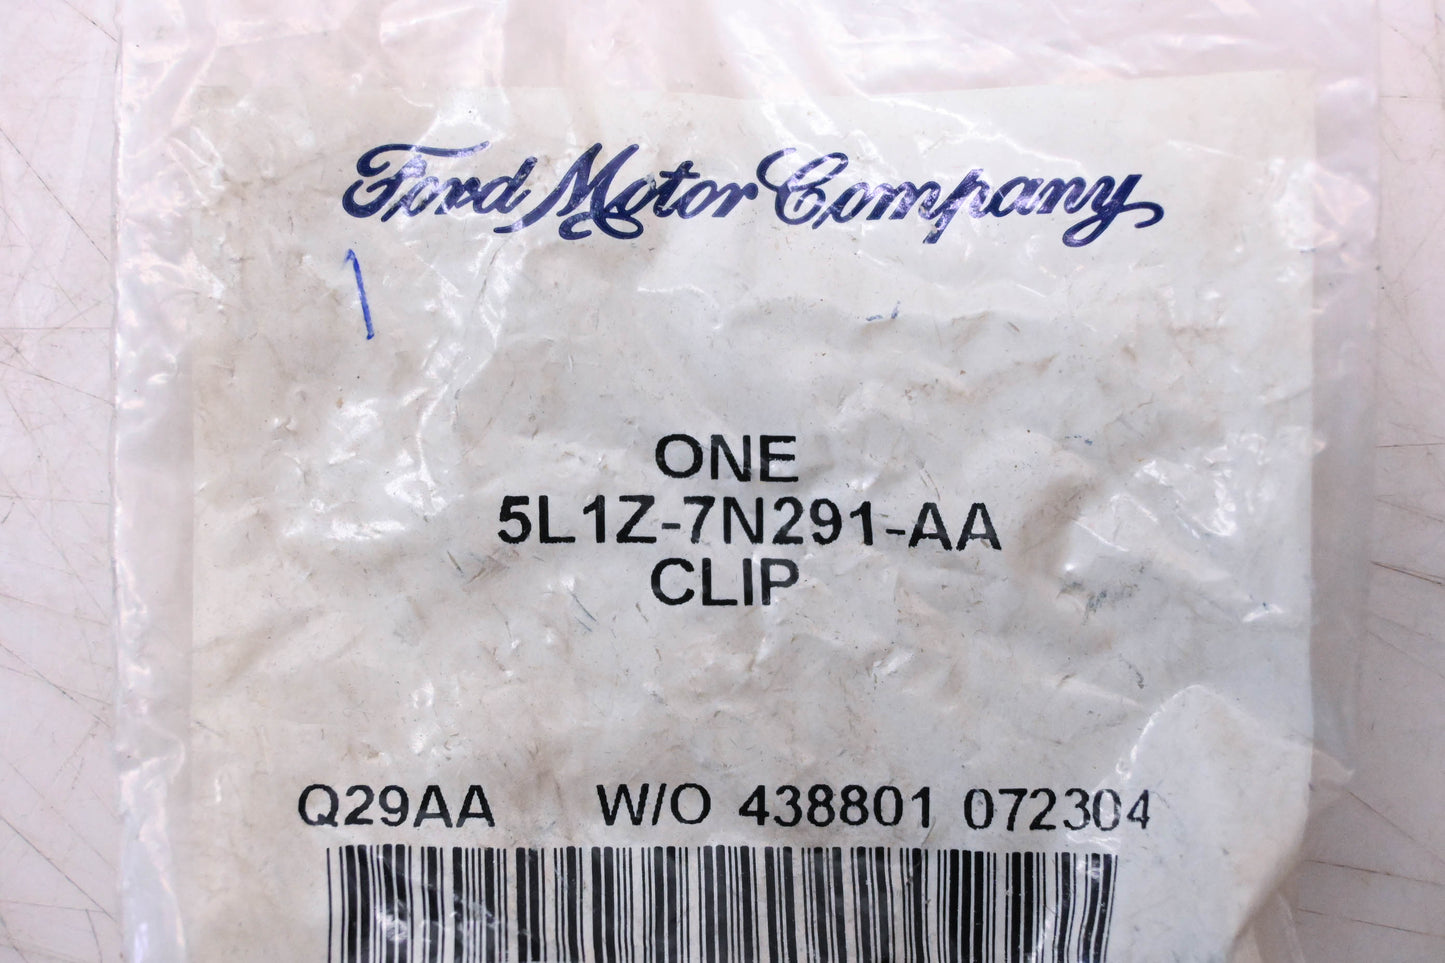 Ford Motor Company
1
ONE
5L1Z-7N291-AA
CLIP
Q29AA W/O 438801 072304